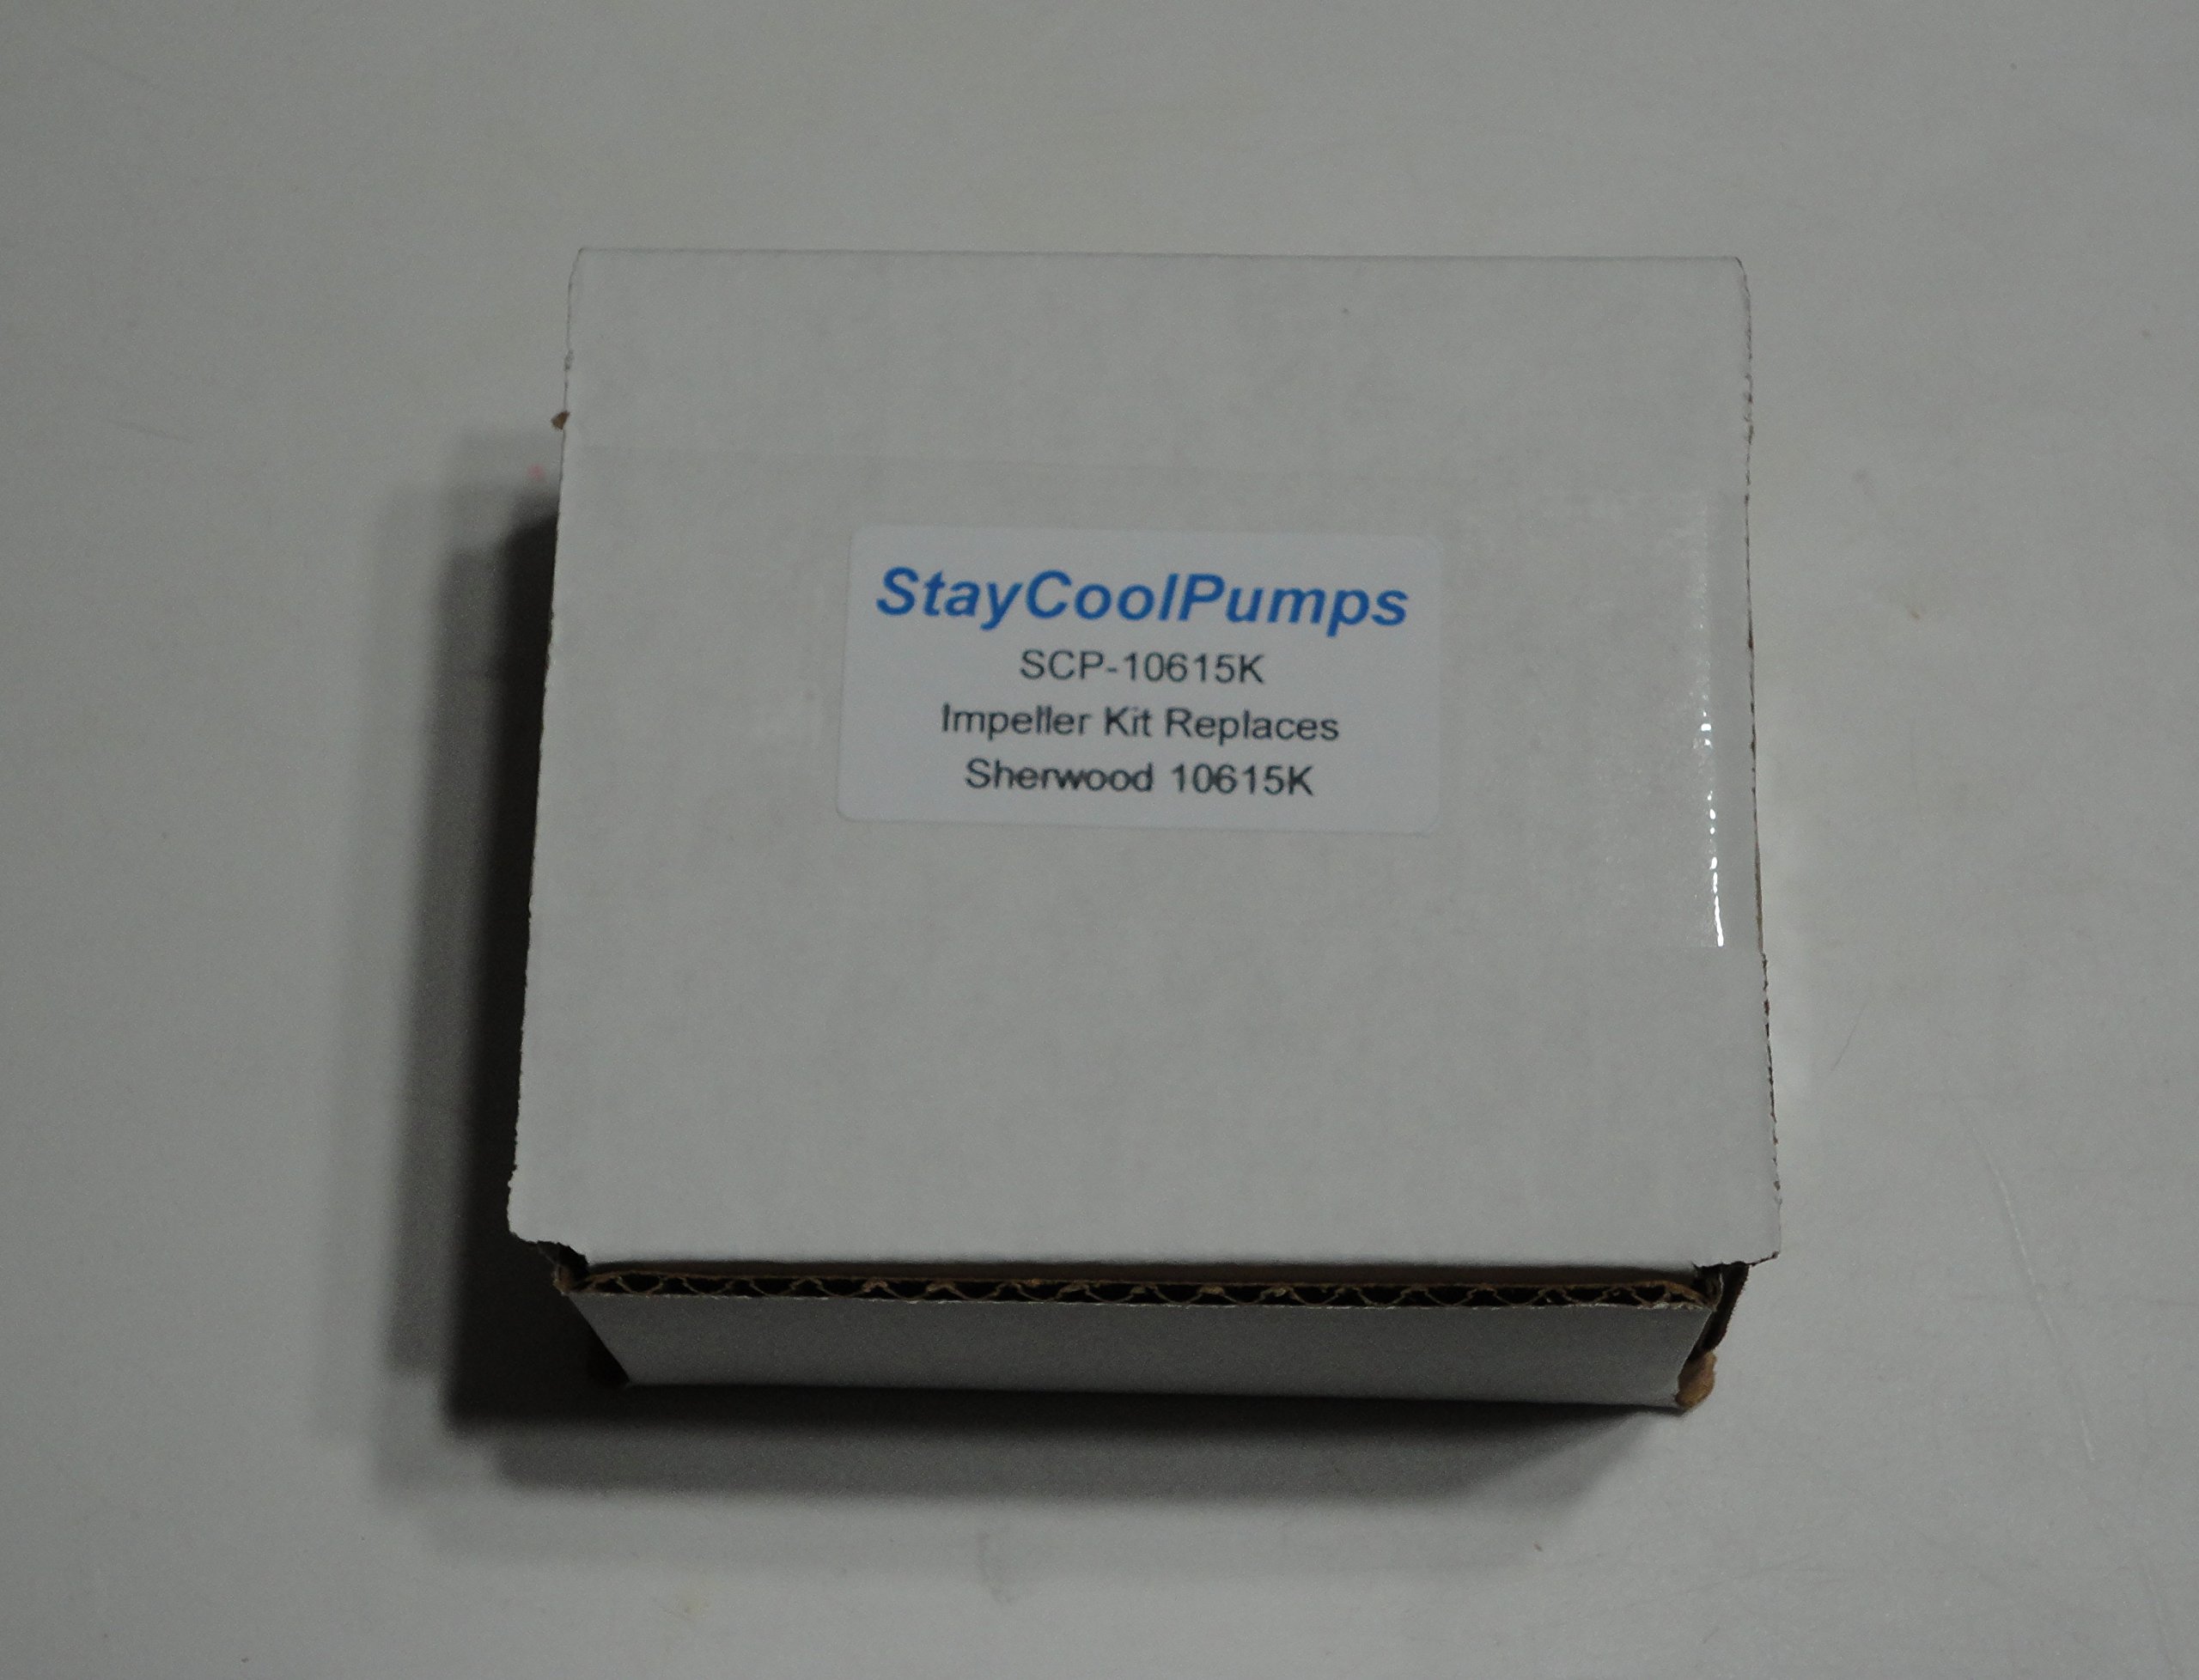 StayCoolPumps
SCP-10615K
Impeller Kit Replaces
Sherwood 10615K